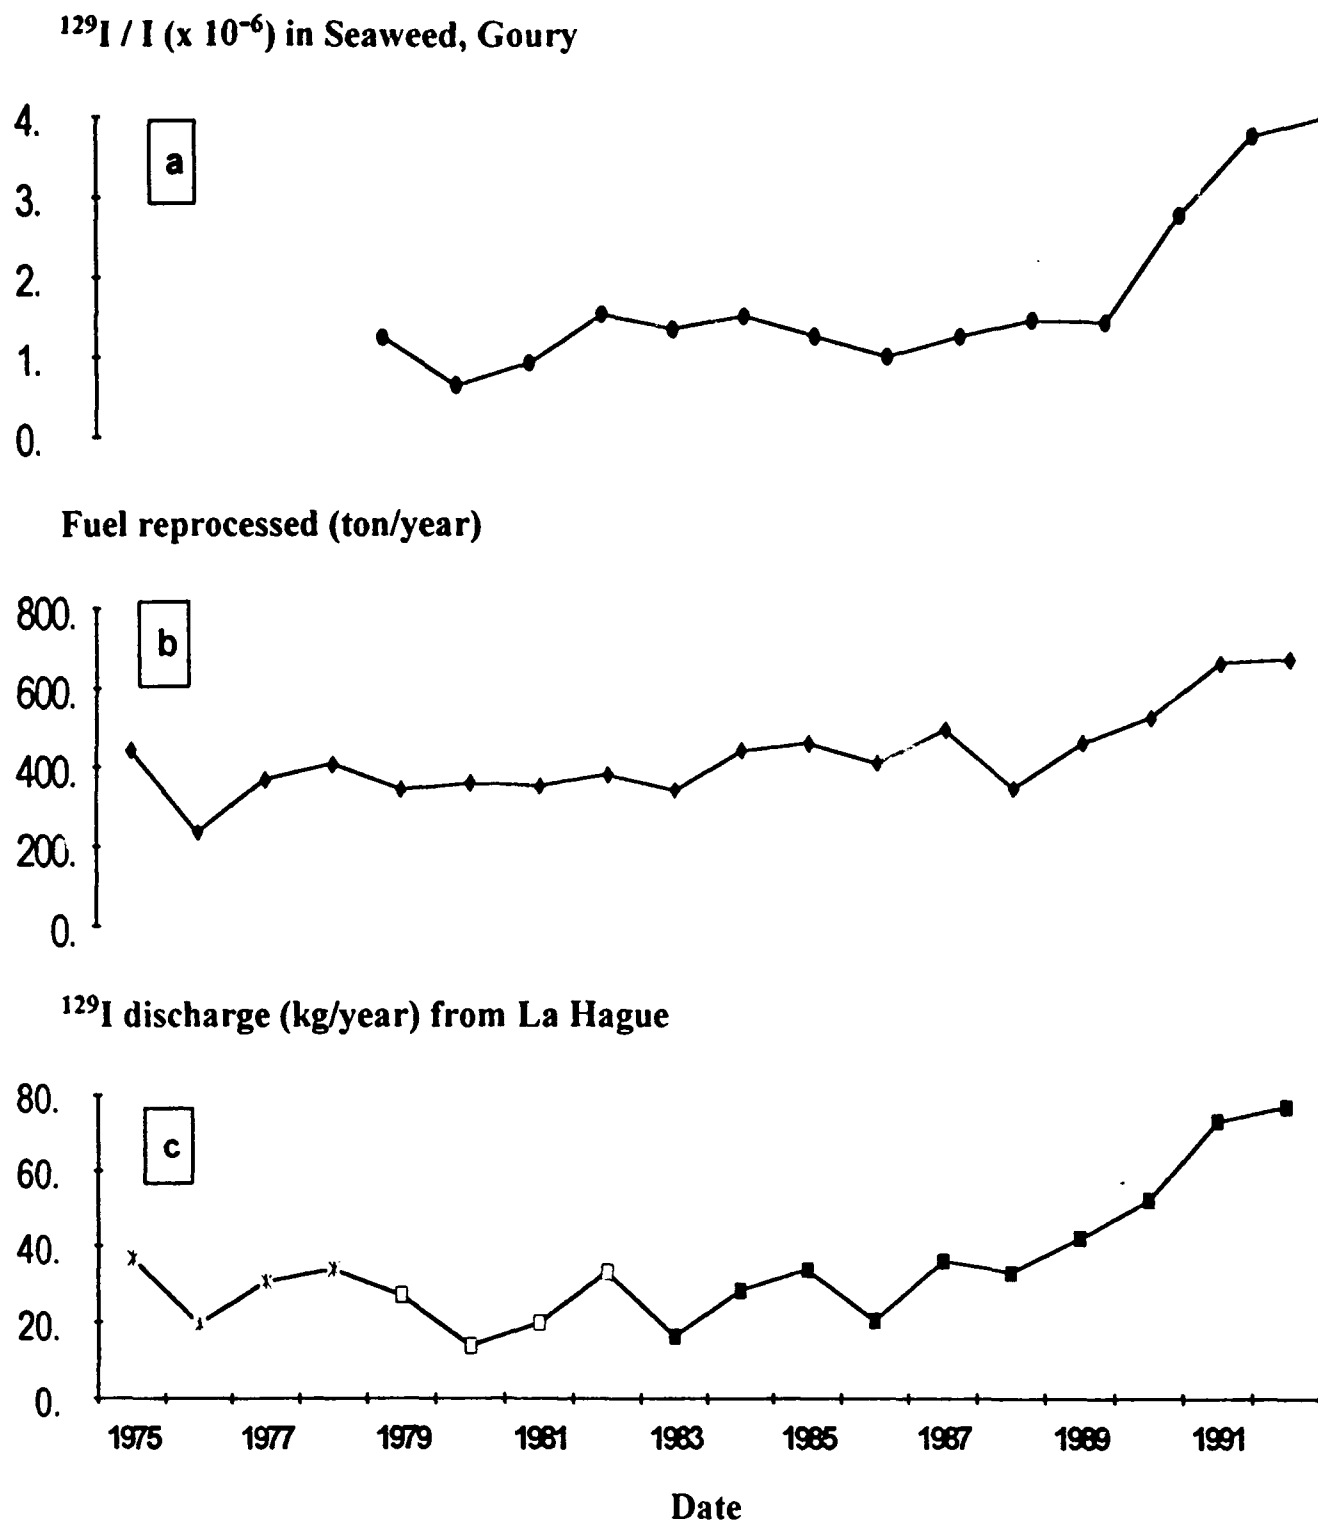 ¹²⁹I / I (x 10⁻⁶) in Seaweed, Goury
4.
a
3.
2.
1.
0.
Fuel reprocessed (ton/year)
800.
b
600.
400.
200.
0.
¹²⁹I discharge (kg/year) from La Hague
80.
c
60.
40.
20.
0.
1975 1977 1979 1981 1983 1985 1987 1989 1991
Date